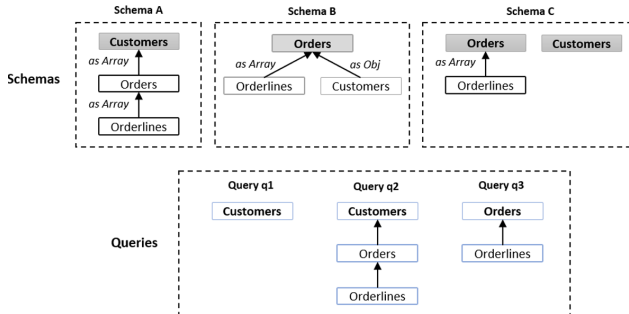 Schema A
Schema B
Schema C
Schemas
Customers
as Array
Orders
as Array
Orderlines
Orders
as Array
as Obj
Orderlines
Customers
Orders
Customers
as Array
Orderlines
Queries
Query q1
Query q2
Query q3
Customers
Customers
Orders
Orders
Orderlines
Orderlines